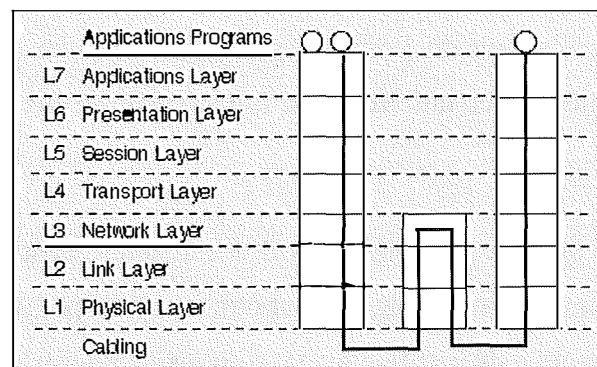 Applications Programs
L7 Applications Layer
L6 Presentation Layer
L5 Session Layer
L4 Transport Layer
L3 Network Layer
L2 Link Layer
L1 Physical Layer
Cabling